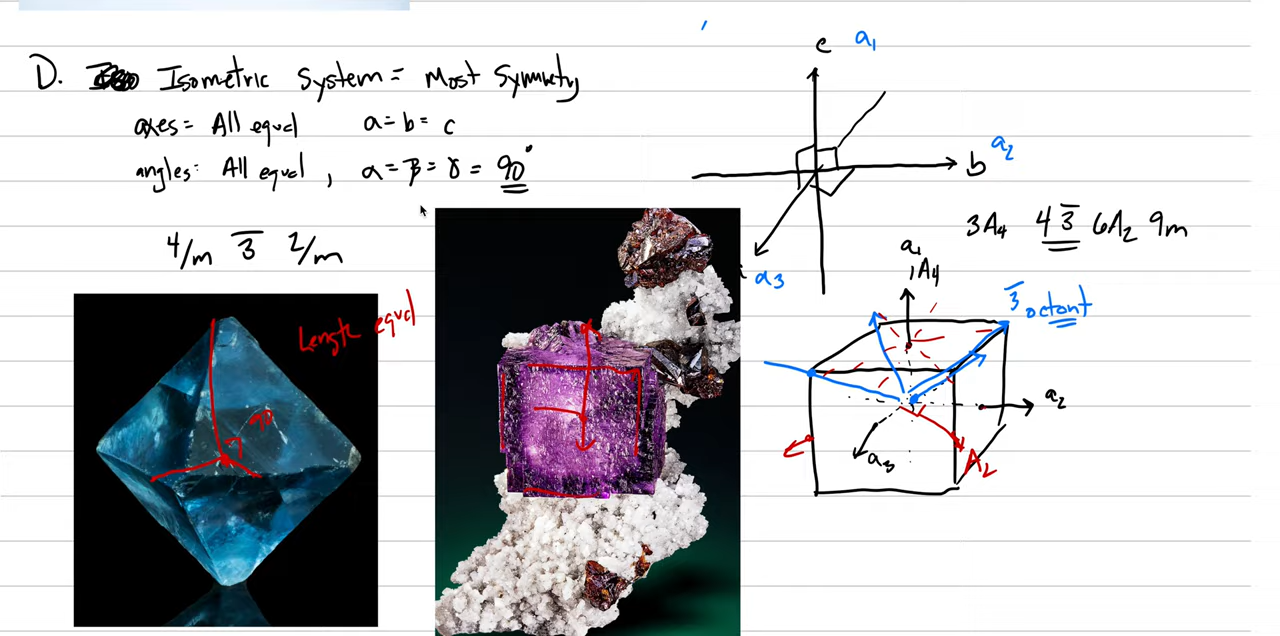 D. Isometric System = Most Symmetry
axes = All equal a = b = c
angles: All equal, α = β = γ = 90°
4/m 3̅ 2/m
c a1
b a2
a3
3A4 4 3̅ 6A2 9m
Length equal
90
a1
1A4
3̅ octant
a2
a3
A2